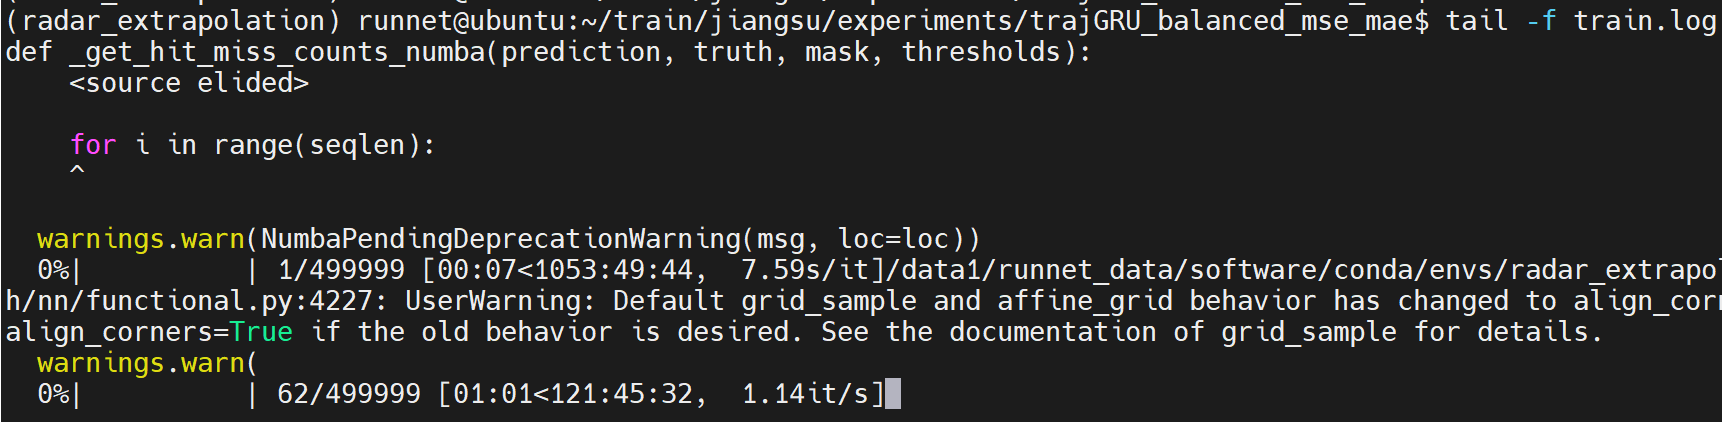 (radar_extrapolation) runnet@ubuntu:~/train/jiangsu/experiments/trajGRU_balanced_mse_mae$ tail -f train.log
def _get_hit_miss_counts_numba(prediction, truth, mask, thresholds):
    <source elided>
    for i in range(seqlen):
    ^
  warnings.warn(NumbaPendingDeprecationWarning(msg, loc=loc))
  0%|          | 1/499999 [00:07<1053:49:44,  7.59s/it]/data1/runnet_data/software/conda/envs/radar_extrapol
h/nn/functional.py:4227: UserWarning: Default grid_sample and affine_grid behavior has changed to align_corn
align_corners=True if the old behavior is desired. See the documentation of grid_sample for details.
  warnings.warn(
  0%|          | 62/499999 [01:01<121:45:32,  1.14it/s]